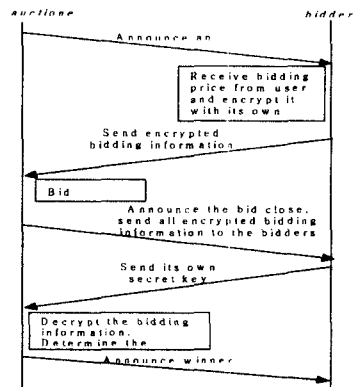 auctione
bidder
Announce an
Receive bidding
price from user
and encrypt it
with its own
Send encrypted
bidding information
Bid
Announce the bid close,
send all encrypted bidding
information to the bidders
Send its own
secret key
Decrypt the bidding
information.
Determine the
Announce winner